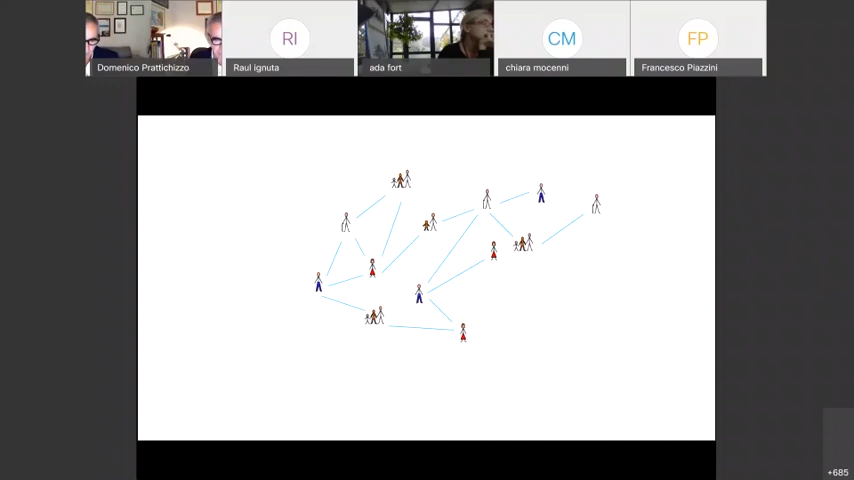 RI
CM
FP
Domenico Prattichizzo
Raul ignuta
ada fort
chiara mocenni
Francesco Piazzini
+685